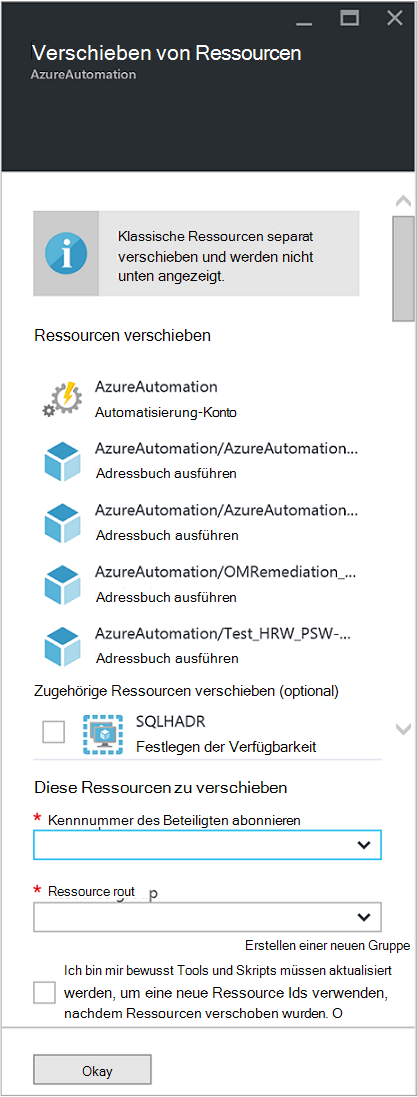 Verschieben von Ressourcen
AzureAutomation
Klassische Ressourcen separat
verschieben und werden nicht
unten angezeigt.
Ressourcen verschieben
AzureAutomation
Automatisierung-Konto
AzureAutomation/AzureAutomation...
Adressbuch ausführen
AzureAutomation/AzureAutomation...
Adressbuch ausführen
AzureAutomation/OMRemediation_...
Adressbuch ausführen
AzureAutomation/Test_HRW_PSW-...
Adressbuch ausführen
Zugehörige Ressourcen verschieben (optional)
SQLHADR
Festlegen der Verfügbarkeit
Diese Ressourcen zu verschieben
* Kennnummer des Beteiligten abonnieren
* Ressource rout
Erstellen einer neuen Gruppe
Ich bin mir bewusst Tools und Skripts müssen aktualisiert
werden, um eine neue Ressource Ids verwenden,
nachdem Ressourcen verschoben wurden. O
Okay